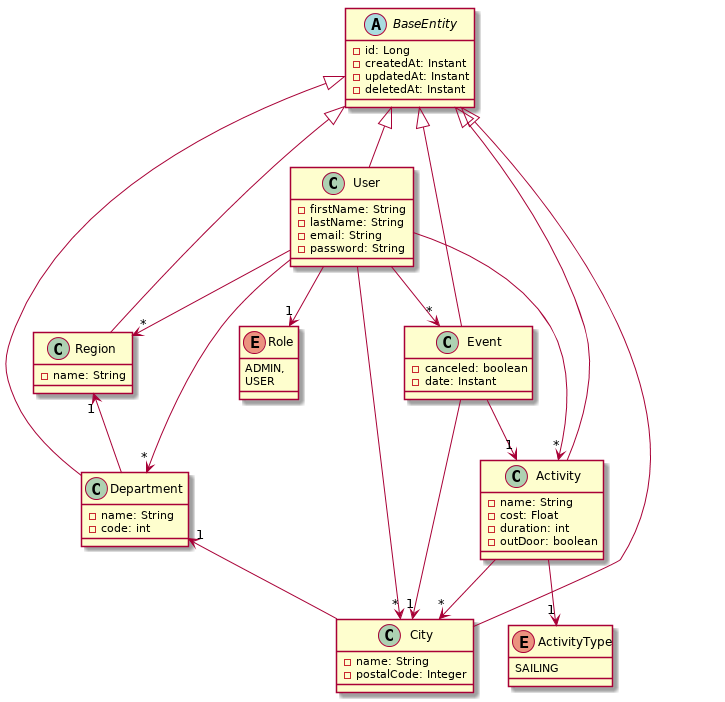 A BaseEntity
id: Long
createdAt: Instant
updatedAt: Instant
deletedAt: Instant
C User
firstName: String
lastName: String
email: String
password: String
*
1
*
C Region
name: String
1
E Role
ADMIN,
USER
C Event
canceled: boolean
date: Instant
*
1
*
C Department
name: String
code: int
1
C Activity
name: String
cost: Float
duration: int
outDoor: boolean
*
1
*
1
C City
name: String
postalCode: Integer
E ActivityType
SAILING